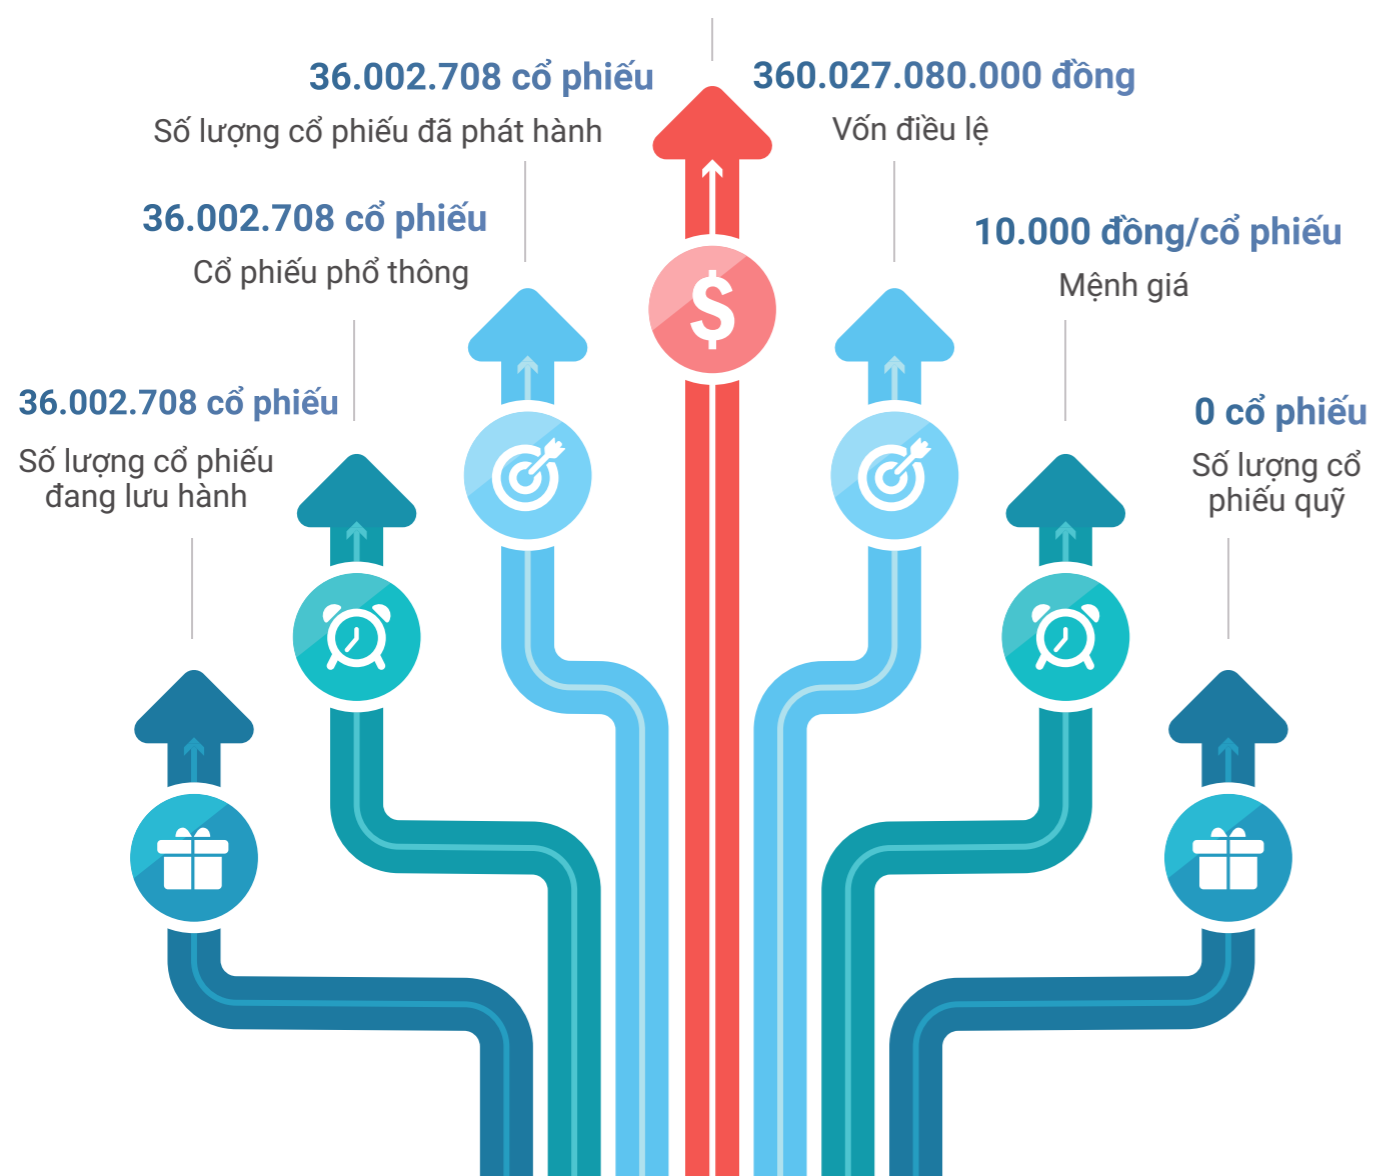 36.002.708 cổ phiếu
Số lượng cổ phiếu đã phát hành
360.027.080.000 đồng
Vốn điều lệ
36.002.708 cổ phiếu
Cổ phiếu phổ thông
10.000 đồng/cổ phiếu
Mệnh giá
36.002.708 cổ phiếu
Số lượng cổ phiếu
đang lưu hành
0 cổ phiếu
Số lượng cổ
phiếu quỹ
$